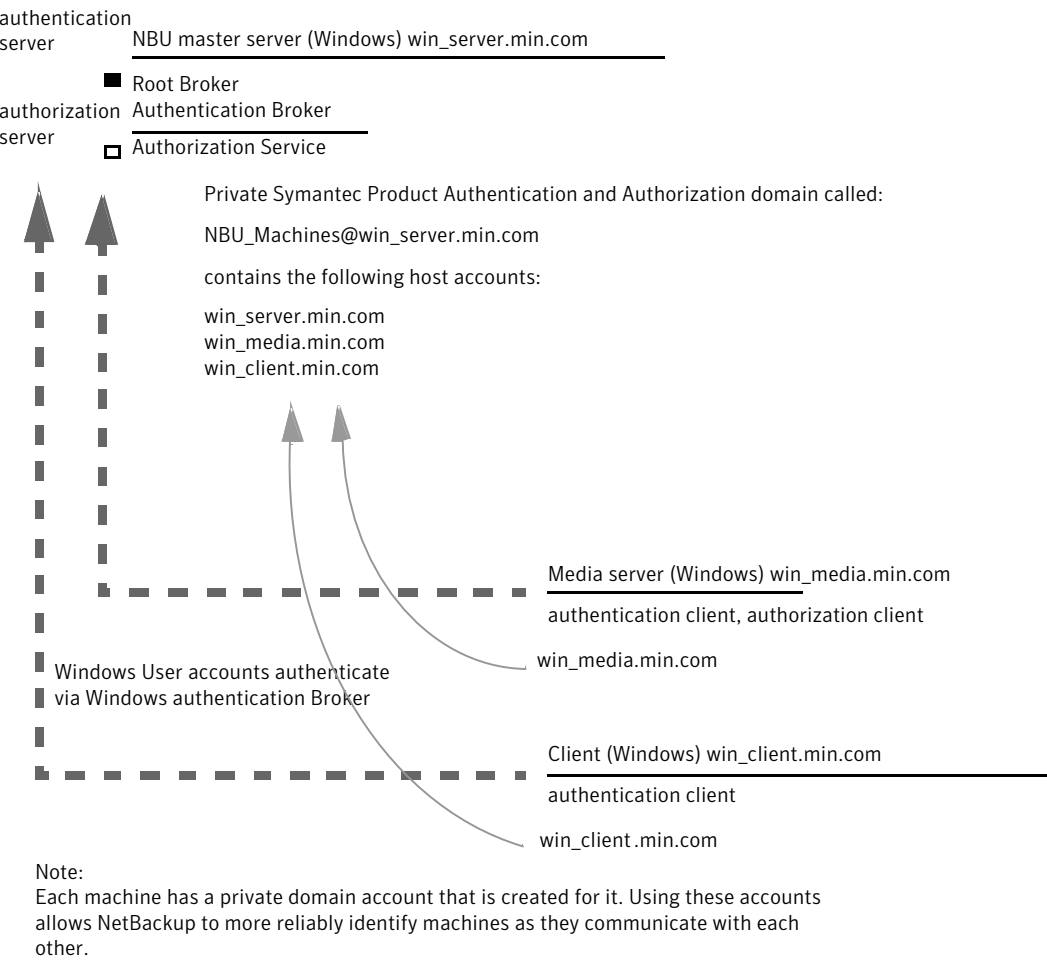 authentication
server
NBU master server (Windows) win_server.min.com
Root Broker
authorization
server
Authentication Broker
Authorization Service
Private Symantec Product Authentication and Authorization domain called:
NBU_Machines@win_server.min.com
contains the following host accounts:
win_server.min.com
win_media.min.com
win_client.min.com
Media server (Windows) win_media.min.com
authentication client, authorization client
win_media.min.com
Windows User accounts authenticate
via Windows authentication Broker
Client (Windows) win_client.min.com
authentication client
win_client.min.com
Note:
Each machine has a private domain account that is created for it. Using these accounts
allows NetBackup to more reliably identify machines as they communicate with each
other.